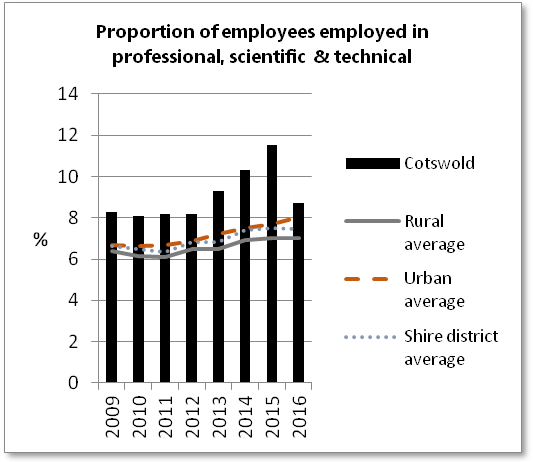 Proportion of employees employed in
professional, scientific & technical
14
12
10
8
6
4
2
0
%
2009
2010
2011
2012
2013
2014
2015
2016
Cotswold
Rural
average
Urban
average
Shire district
average